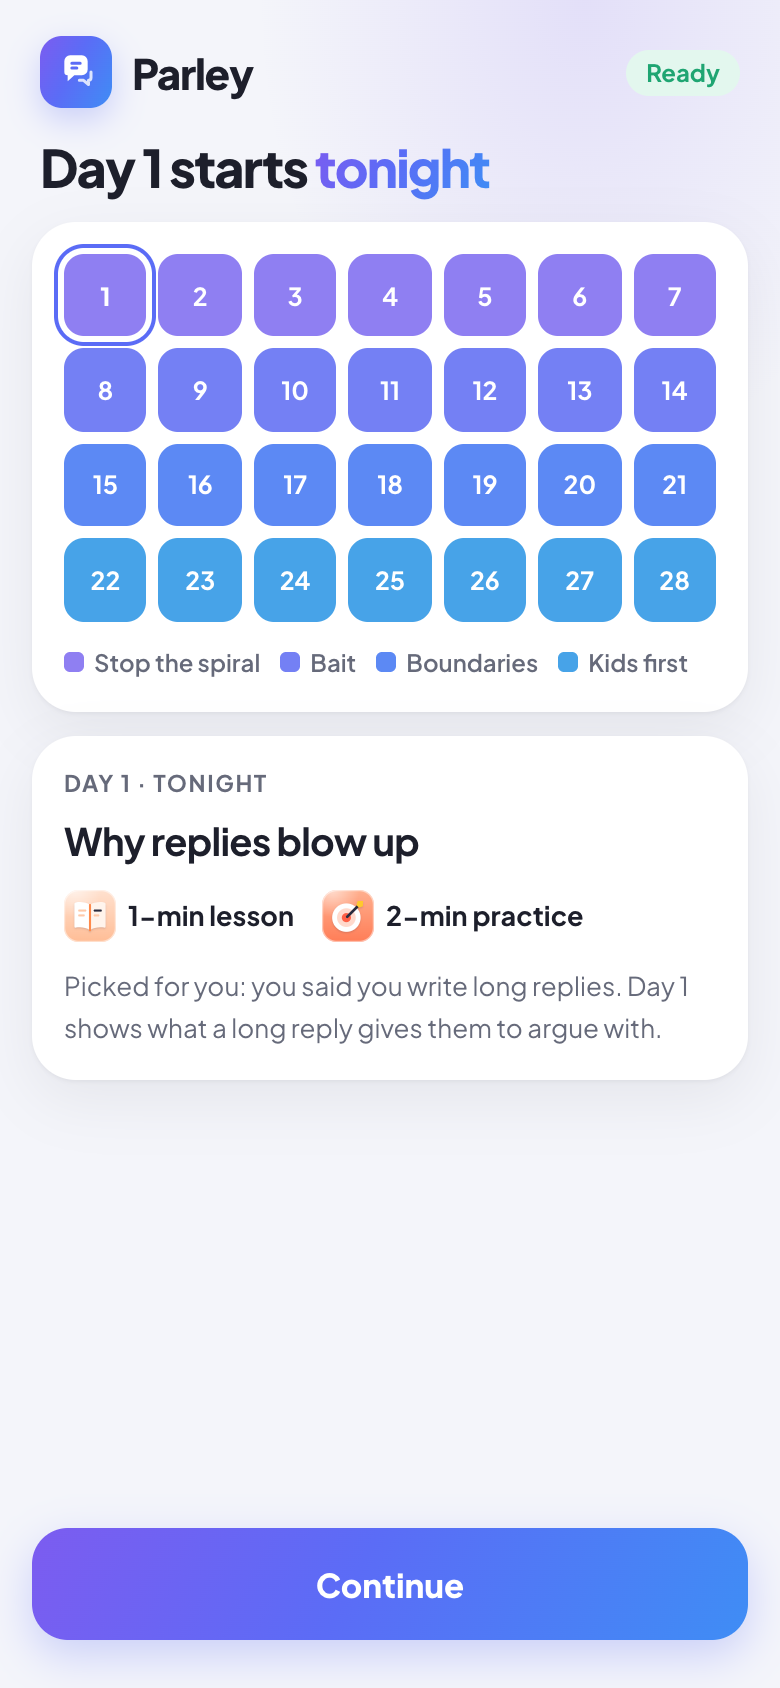 Parley
Ready
Day 1 starts tonight
1 2 3 4 5 6 7
8 9 10 11 12 13 14
15 16 17 18 19 20 21
22 23 24 25 26 27 28
Stop the spiral Bait Boundaries Kids first
DAY 1 · TONIGHT
Why replies blow up
1-min lesson 2-min practice
Picked for you: you said you write long replies. Day 1
shows what a long reply gives them to argue with.
Continue